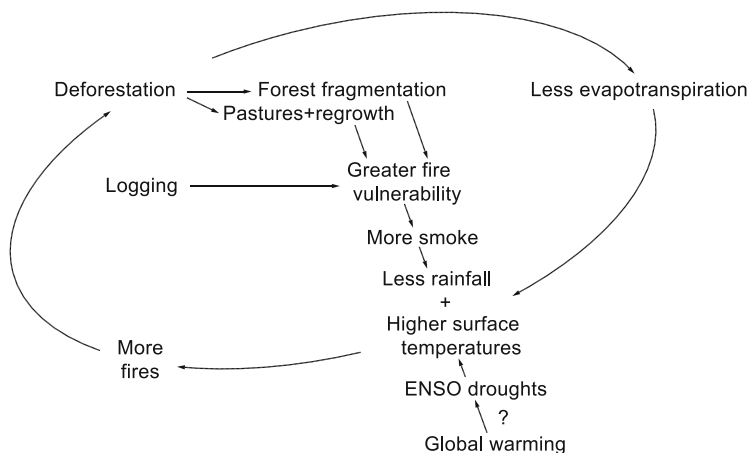 Deforestation
Forest fragmentation
Less evapotranspiration
Pastures+regrowth
Logging
Greater fire
vulnerability
More smoke
Less rainfall
+
Higher surface
temperatures
More
fires
ENSO droughts
?
Global warming